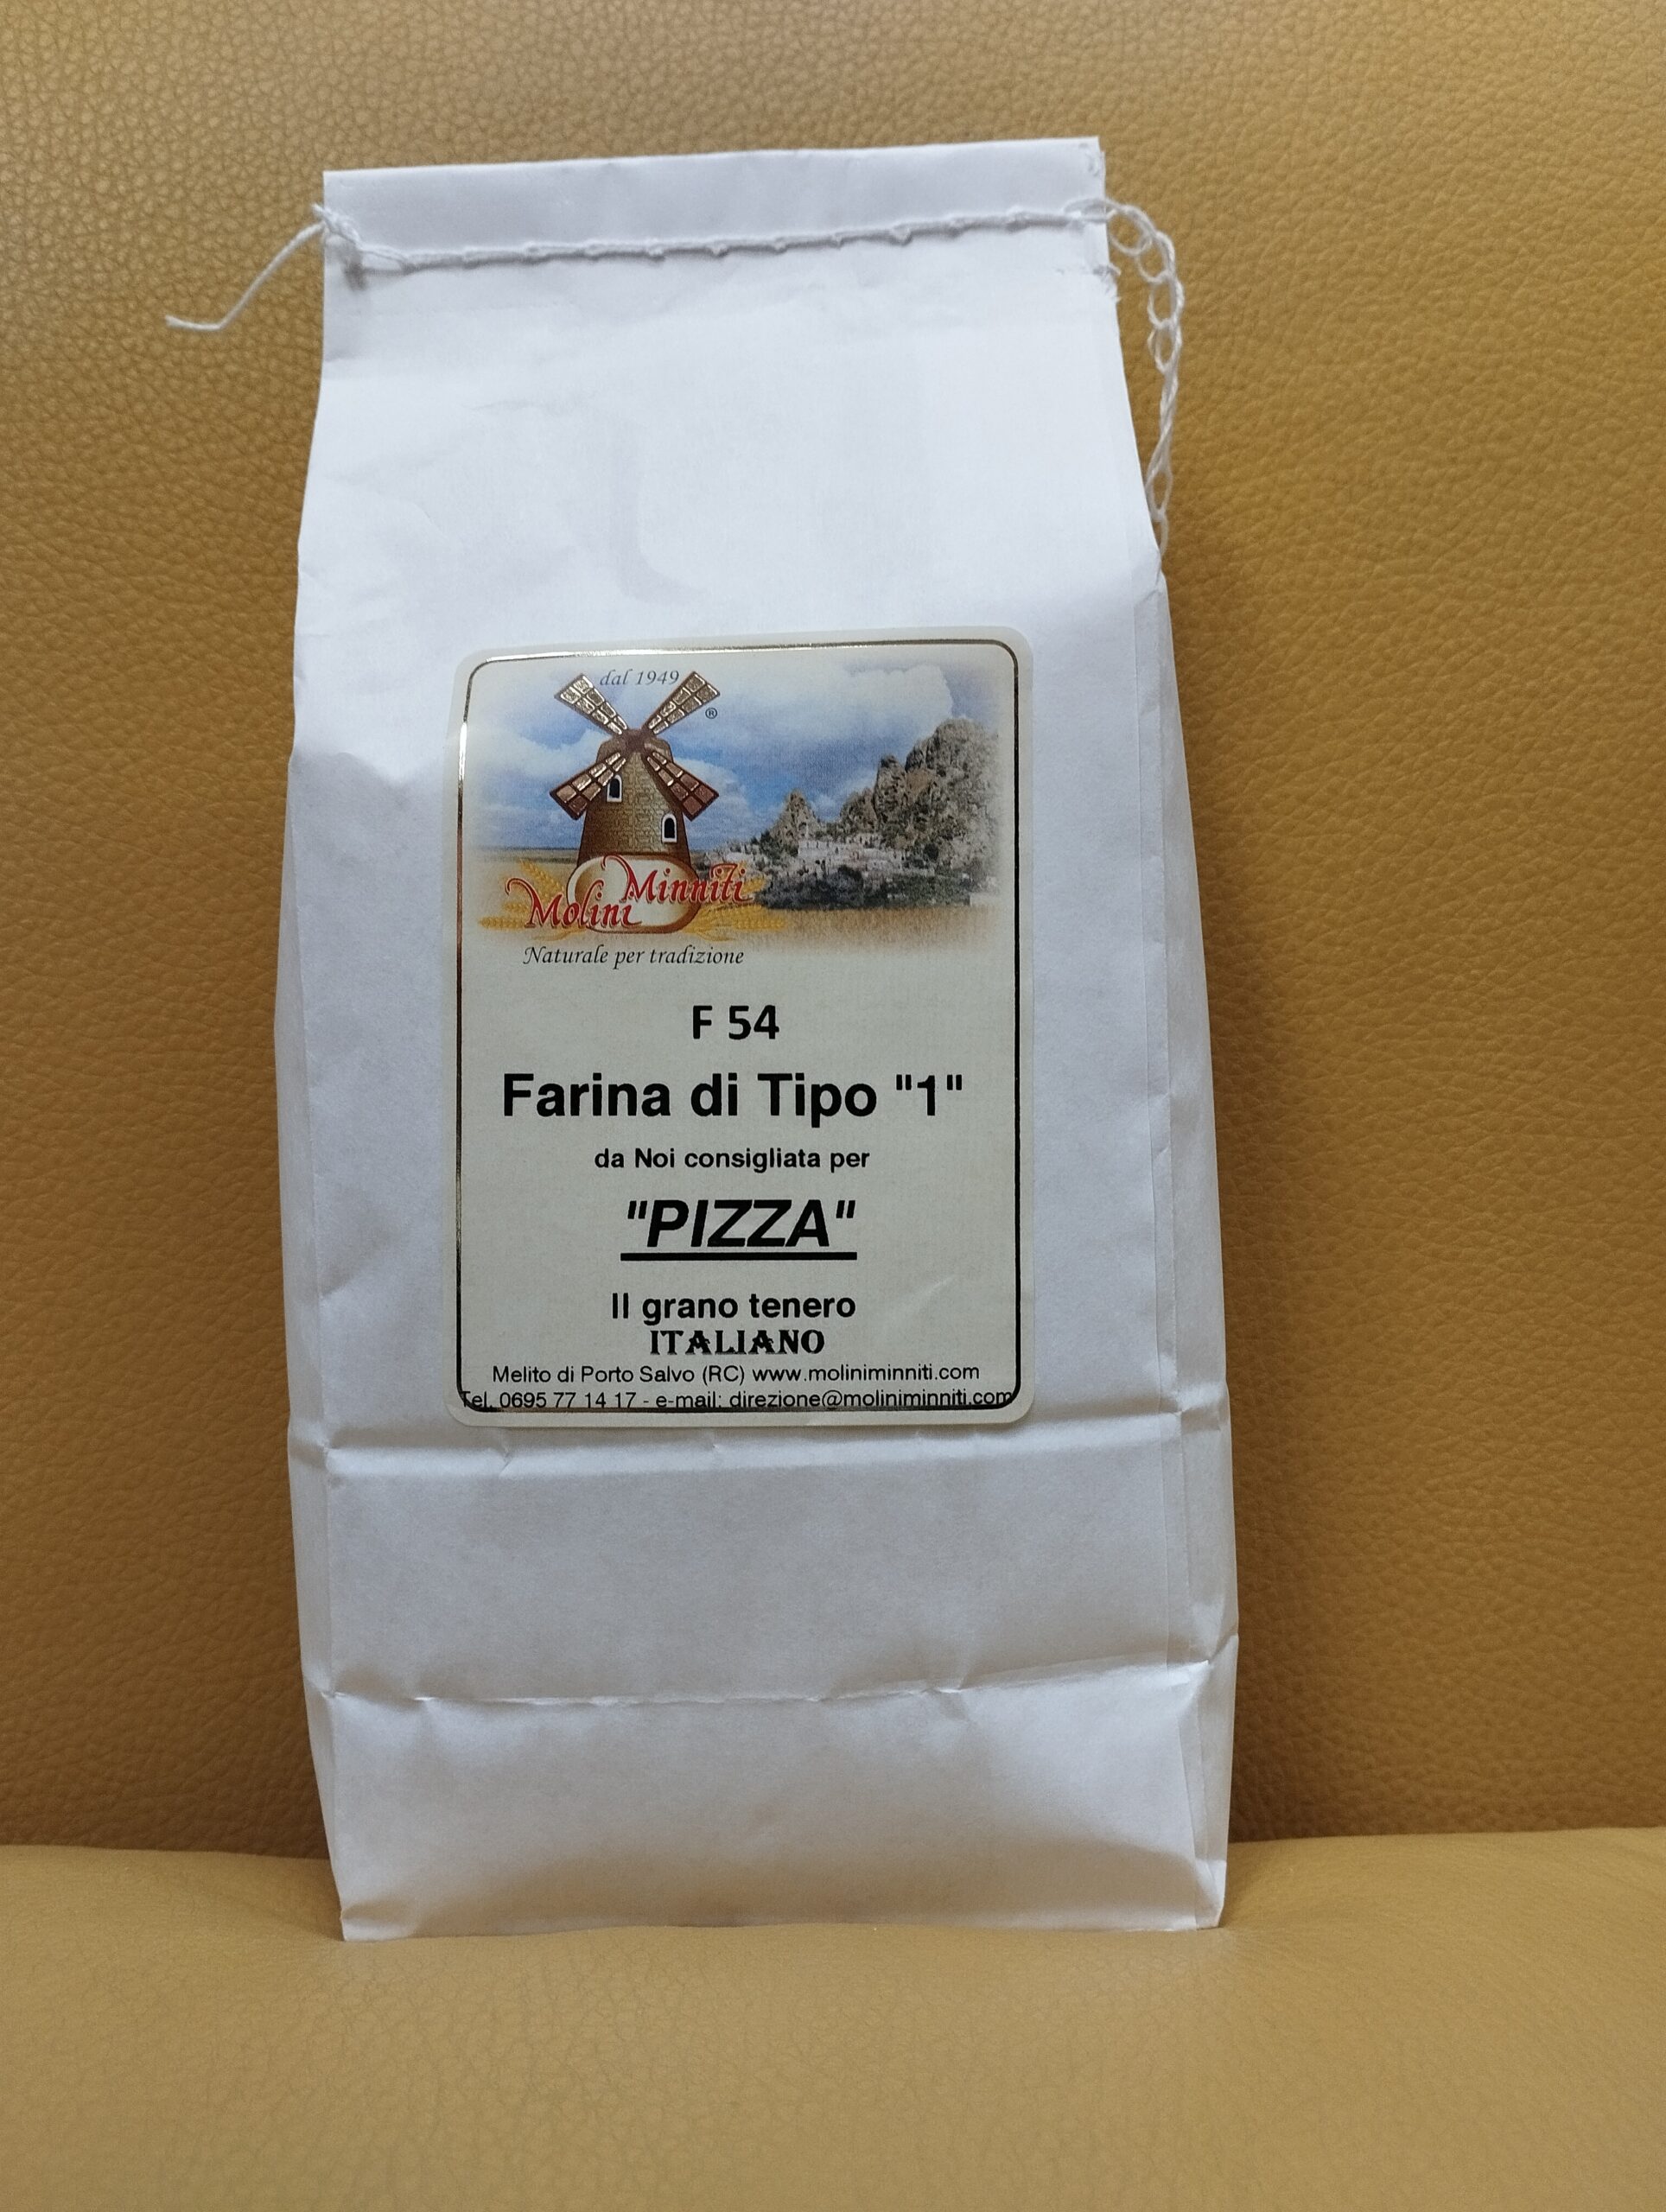 dal 1949
®
Molini Minniti
Naturale per tradizione
F 54
Farina di Tipo "1"
da Noi consigliata per
"PIZZA"
Il grano tenero
ITALIANO
Melito di Porto Salvo (RC) www.moliniminniti.com
Tel. 0695 77 14 17 - e-mail: direzione@moliniminniti.com